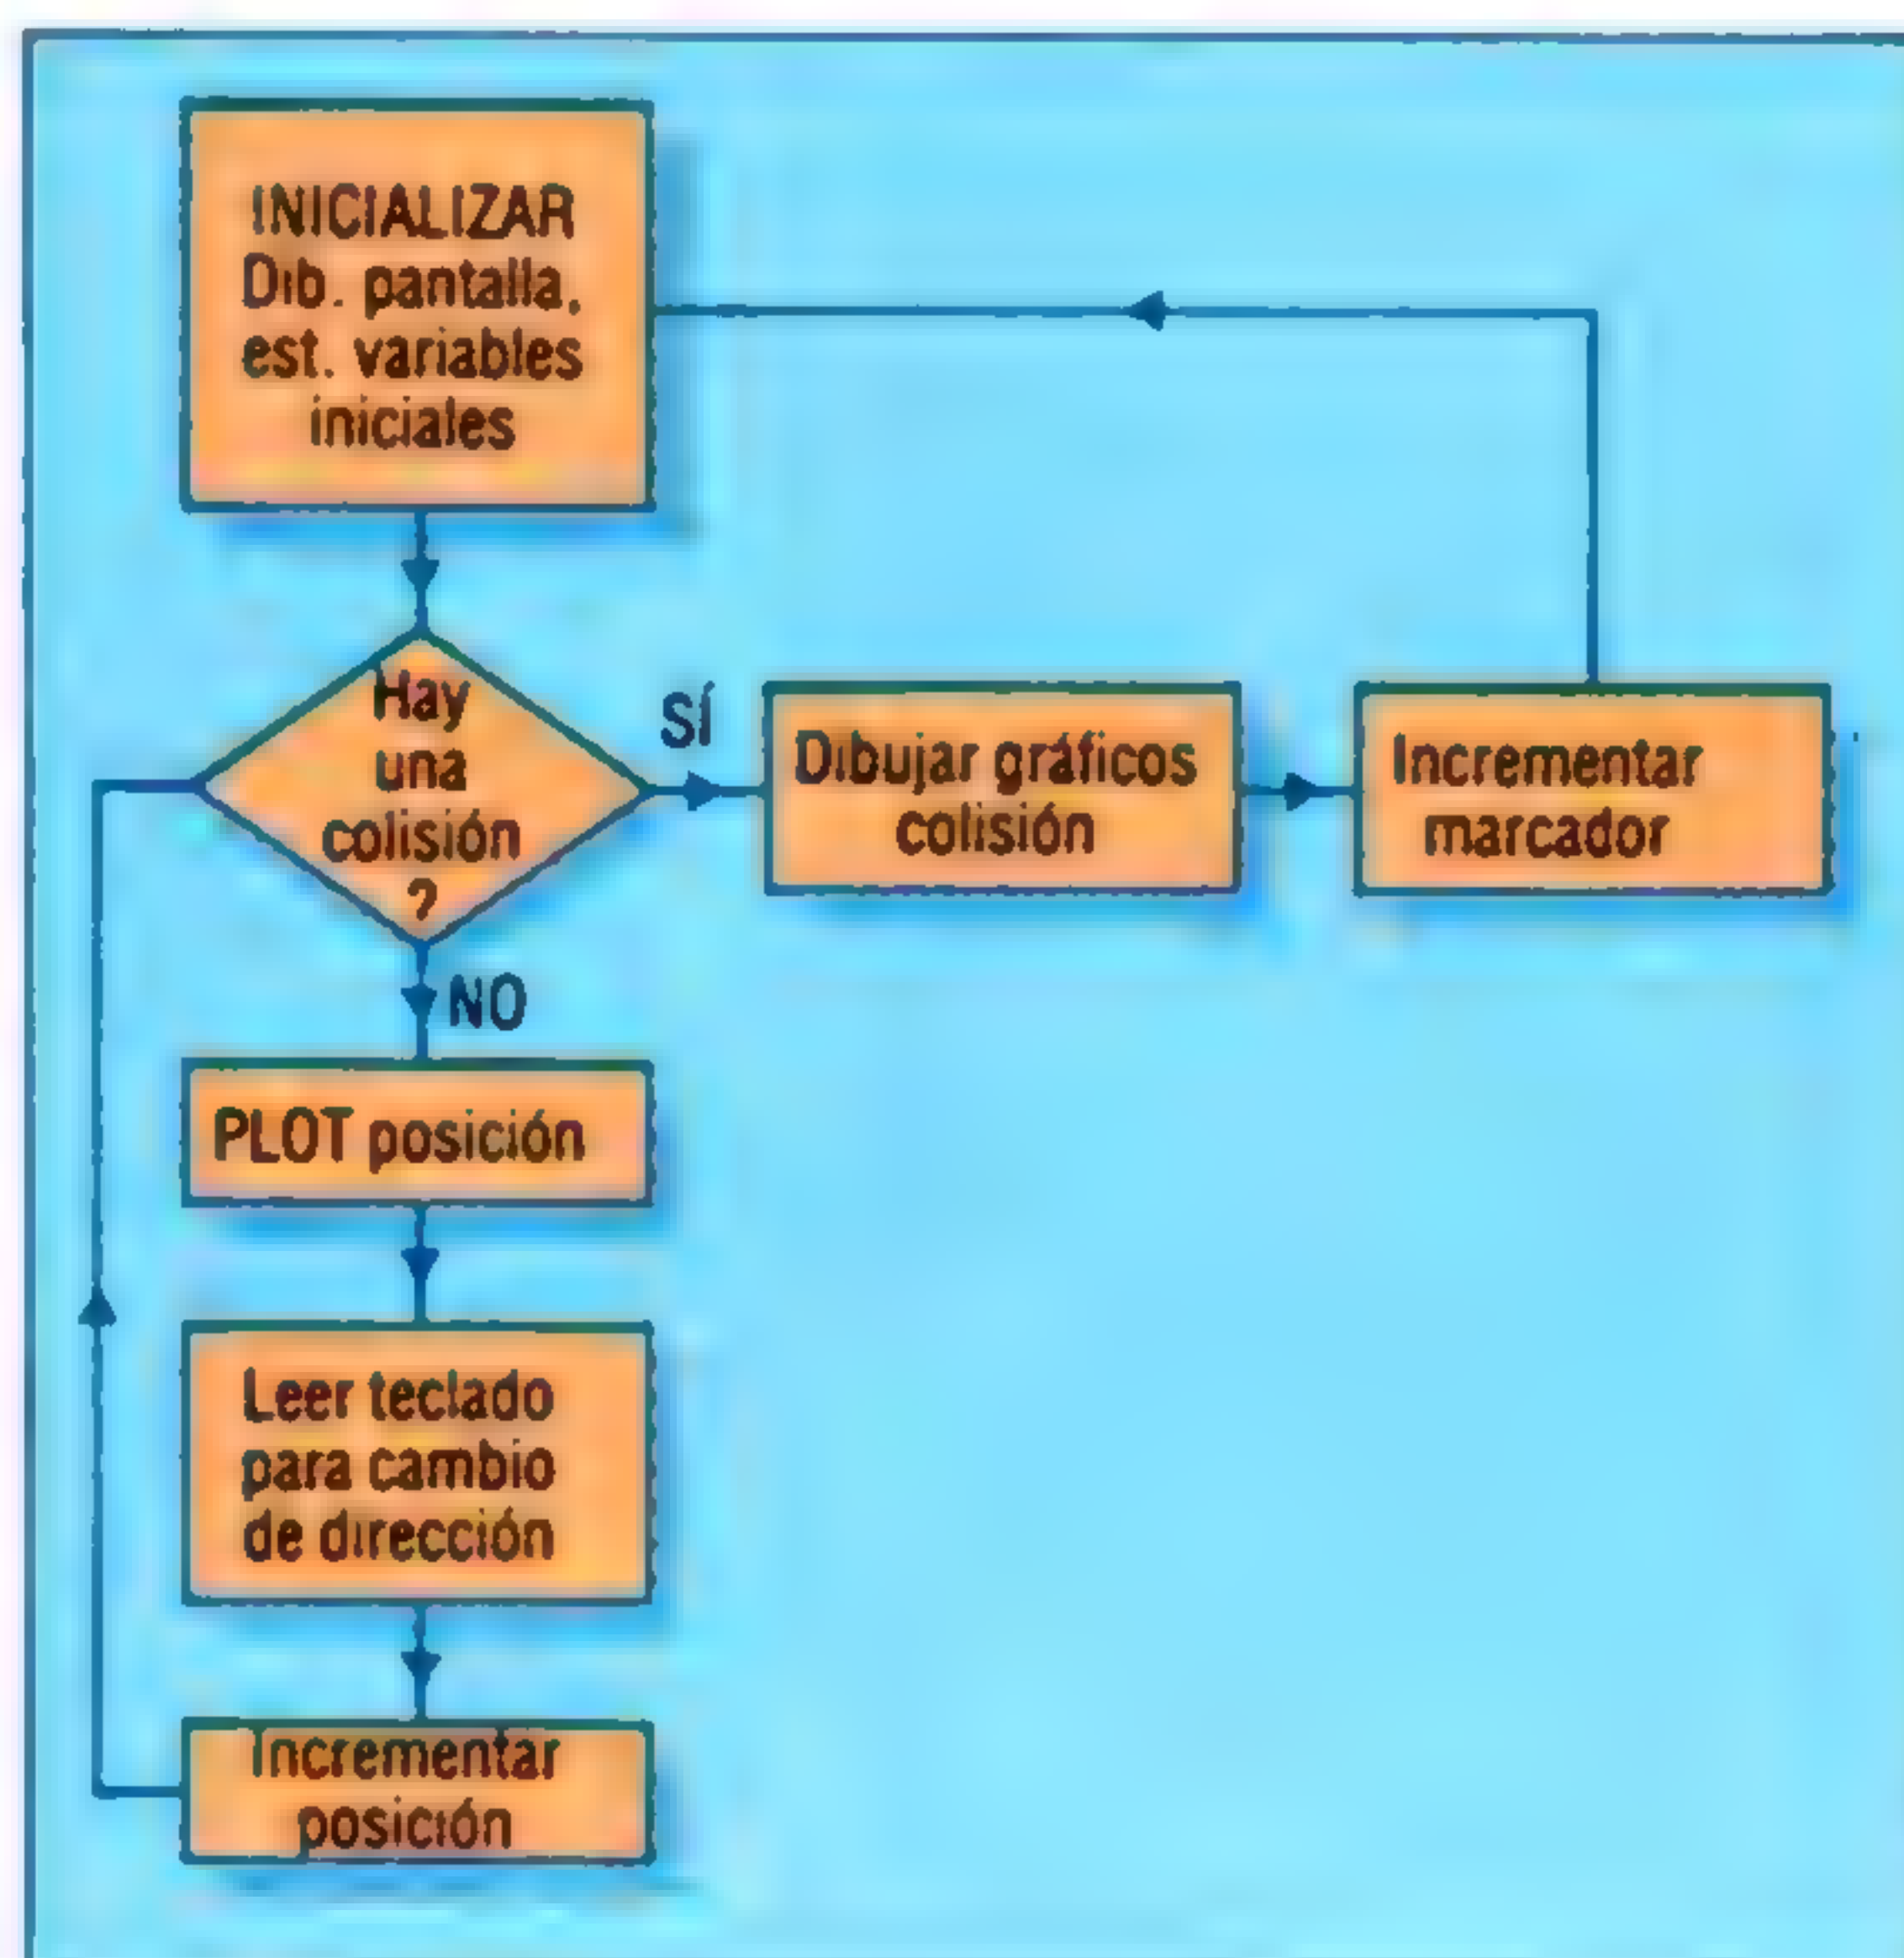 INICIALIZAR
Dib. pantalla,
est. variables
iniciales
Hay
una
colisión
?
SÍ
Dibujar gráficos
colisión
Incrementar
marcador
NO
PLOT posición
Leer teclado
para cambio
de dirección
Incrementar
posición